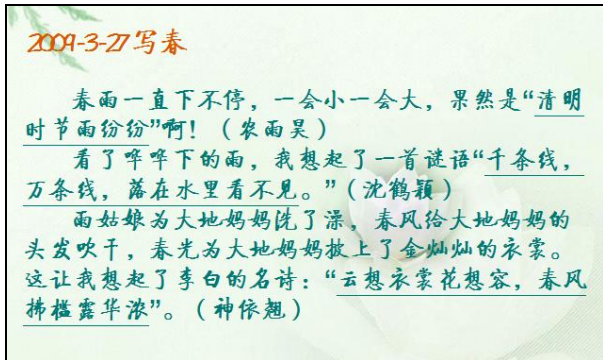 2009-3-27写春
春雨一直下不停，一会小一会大，果然是“清明
时节雨纷纷”啊！（农雨昊）
看了哗哗下的雨，我想起了一首谜语“千条线，
万条线，落在水里看不见。”（沈鹤颖）
雨姑娘为大地妈妈洗了澡，春风给大地妈妈的
头发吹干，春光为大地妈妈披上了金灿灿的衣裳。
这让我想起了李白的名诗：“云想衣裳花想容，春风
拂槛露华浓”。（神依翘）